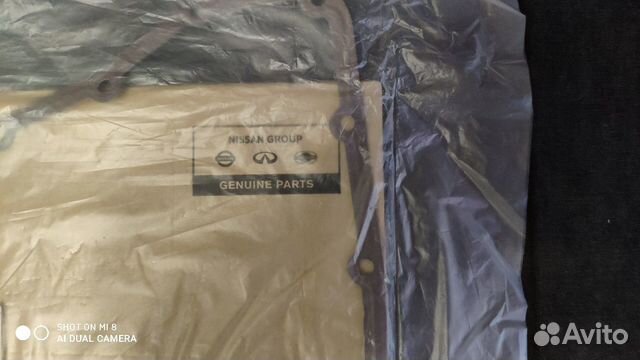 NISSAN GROUP
GENUINE PARTS
SHOT ON MI 8
AI DUAL CAMERA
Avito